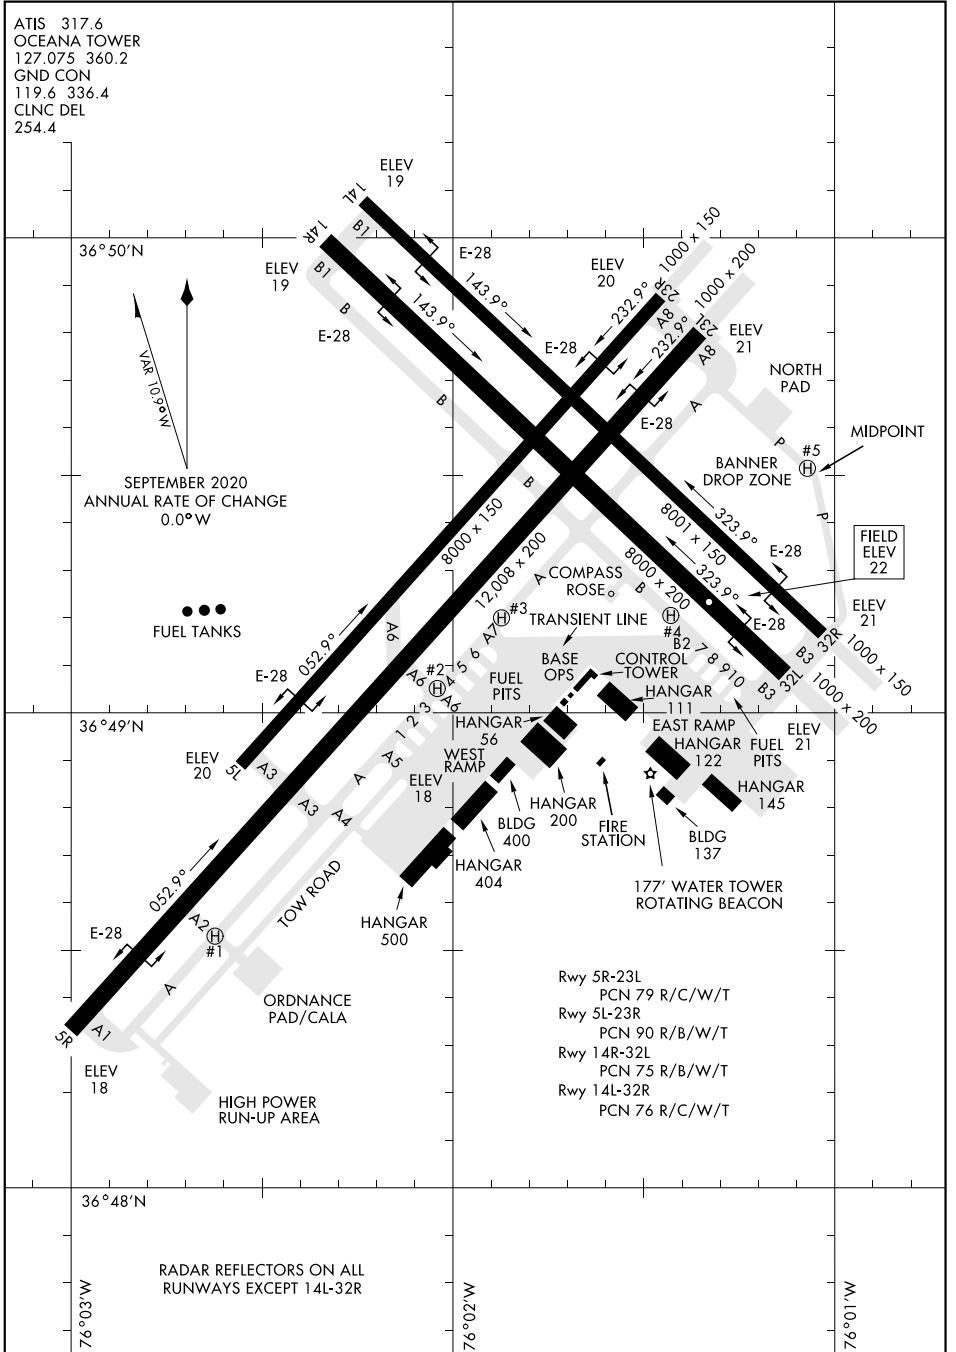 ATIS 317.6
OCEANA TOWER
127.075 360.2
GND CON
119.6 336.4
CLNC DEL
254.4
ELEV
19
14L
B1
14R
B1
36°50'N
ELEV
19
E-28
143.9°
E-28
143.9°
B
B
B
ELEV
20
1000 x 150
23R
A8
232.9°
1000 x 200
23L
A8
232.9°
E-28
E-28
ELEV
21
NORTH
PAD
A
P
P
#5
H
MIDPOINT
BANNER
DROP ZONE
VAR 10.9° W
SEPTEMBER 2020
ANNUAL RATE OF CHANGE
0.0° W
8000 x 150
12,008 x 200
323.9°
8001 x 150
E-28
8000 x 200
323.9°
E-28
FIELD
ELEV
22
A
COMPASS
ROSE
B
FUEL TANKS
052.9°
E-28
A6
#3
H
A7
TRANSIENT LINE
H
#4
B2
7 8 9 10
B3
32R
ELEV
21
1000 x 150
B3
32L
1000 x 200
#2
H
A6
A6
1 2 3 4 5 6
FUEL
PITS
BASE
OPS
CONTROL
TOWER
HANGAR
111
HANGAR
56
EAST RAMP
FUEL
PITS
ELEV
21
36°49'N
ELEV
20
5L
A3
A3
A4
A
A5
WEST
RAMP
ELEV
18
HANGAR
122
HANGAR
145
BLDG
400
HANGAR
200
FIRE
STATION
BLDG
137
HANGAR
404
HANGAR
500
177' WATER TOWER
ROTATING BEACON
TOW ROAD
052.9°
E-28
A2
H
#1
A
ORDNANCE
PAD/CALA
5R
A1
ELEV
18
HIGH POWER
RUN-UP AREA
Rwy 5R-23L
PCN 79 R/C/W/T
Rwy 5L-23R
PCN 90 R/B/W/T
Rwy 14R-32L
PCN 75 R/B/W/T
Rwy 14L-32R
PCN 76 R/C/W/T
36°48'N
RADAR REFLECTORS ON ALL
RUNWAYS EXCEPT 14L-32R
76°03'W
76°02'W
76°01'W